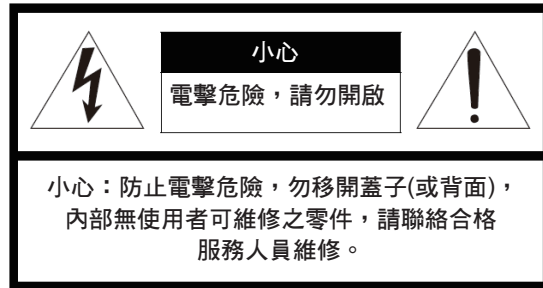 小心
電擊危險，請勿開啟
小心：防止電擊危險，勿移開蓋子(或背面)，
內部無使用者可維修之零件，請聯絡合格
服務人員維修。